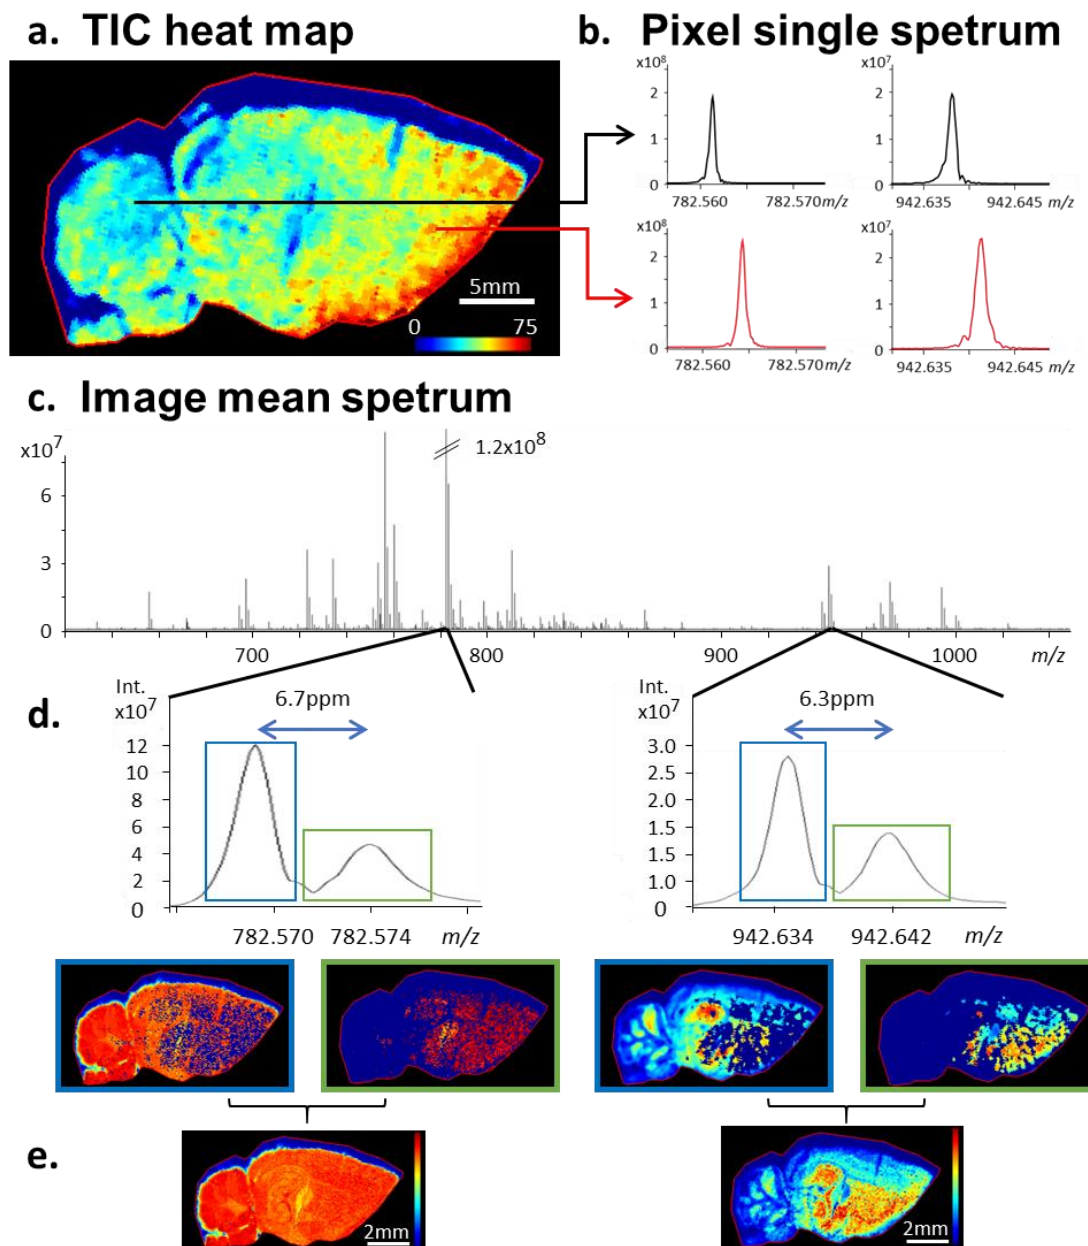 a. TIC heat map
b. Pixel single spetrum
5mm
0 75
x10⁸
2
1
0
782.560 782.570 m/z
x10⁷
2
1
0
942.635 942.645 m/z
x10⁸
2
1
0
782.560 782.570 m/z
x10⁷
2
1
0
942.635 942.645 m/z
c. Image mean spetrum
x10⁷
6
3
0
1.2x10⁸
700 800 900 1000 m/z
d.
Int.
x10⁷
6.7ppm
12
10
8
6
4
2
0
782.570 782.574 m/z
Int.
x10⁷
6.3ppm
3.0
2.5
2.0
1.5
1.5
1.0
0
942.634 942.642 m/z
e.
2mm
2mm